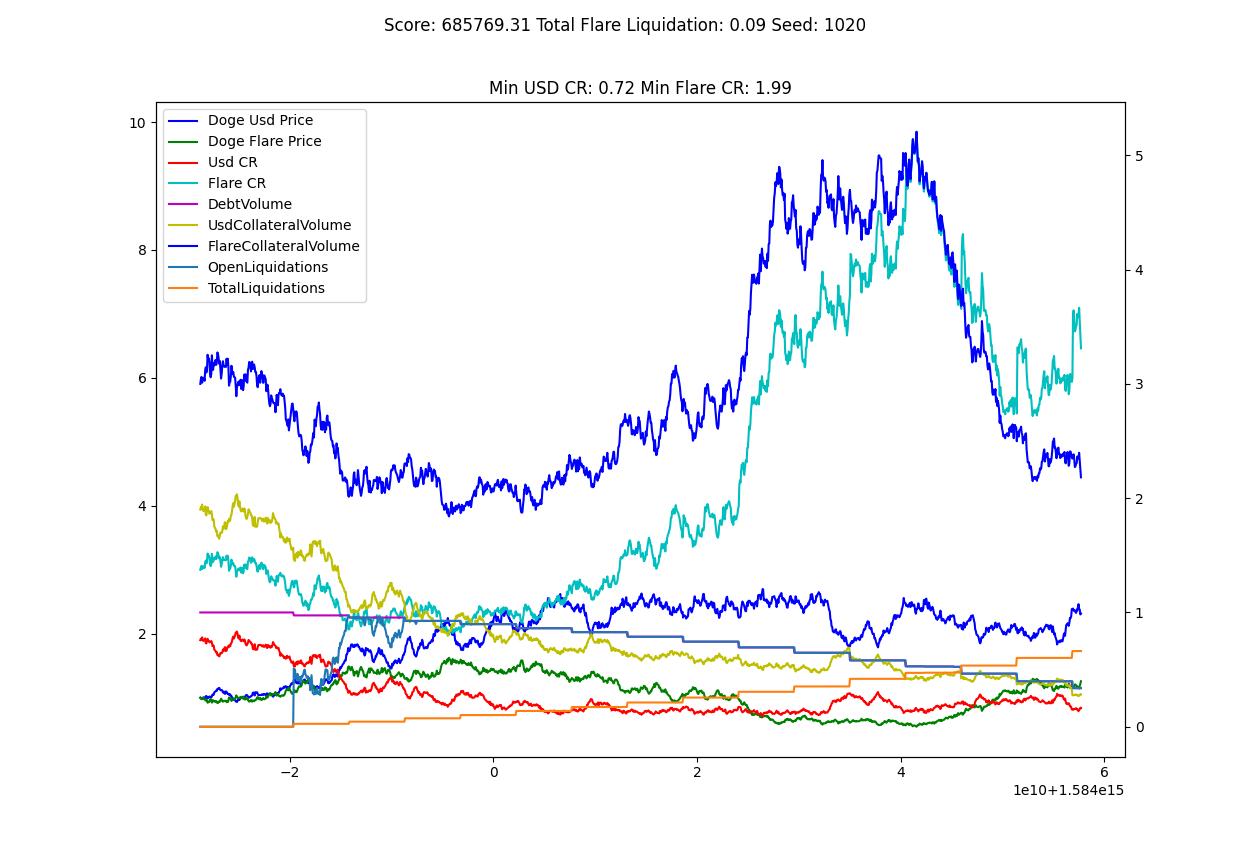 Score: 685769.31 Total Flare Liquidation: 0.09 Seed: 1020
Min USD CR: 0.72 Min Flare CR: 1.99
Doge Usd Price
Doge Flare Price
Usd CR
Flare CR
DebtVolume
UsdCollateralVolume
FlareCollateralVolume
OpenLiquidations
TotalLiquidations
10
8
6
4
2
5
4
3
2
1
0
−2
0
2
4
6
1e10+1.584e15